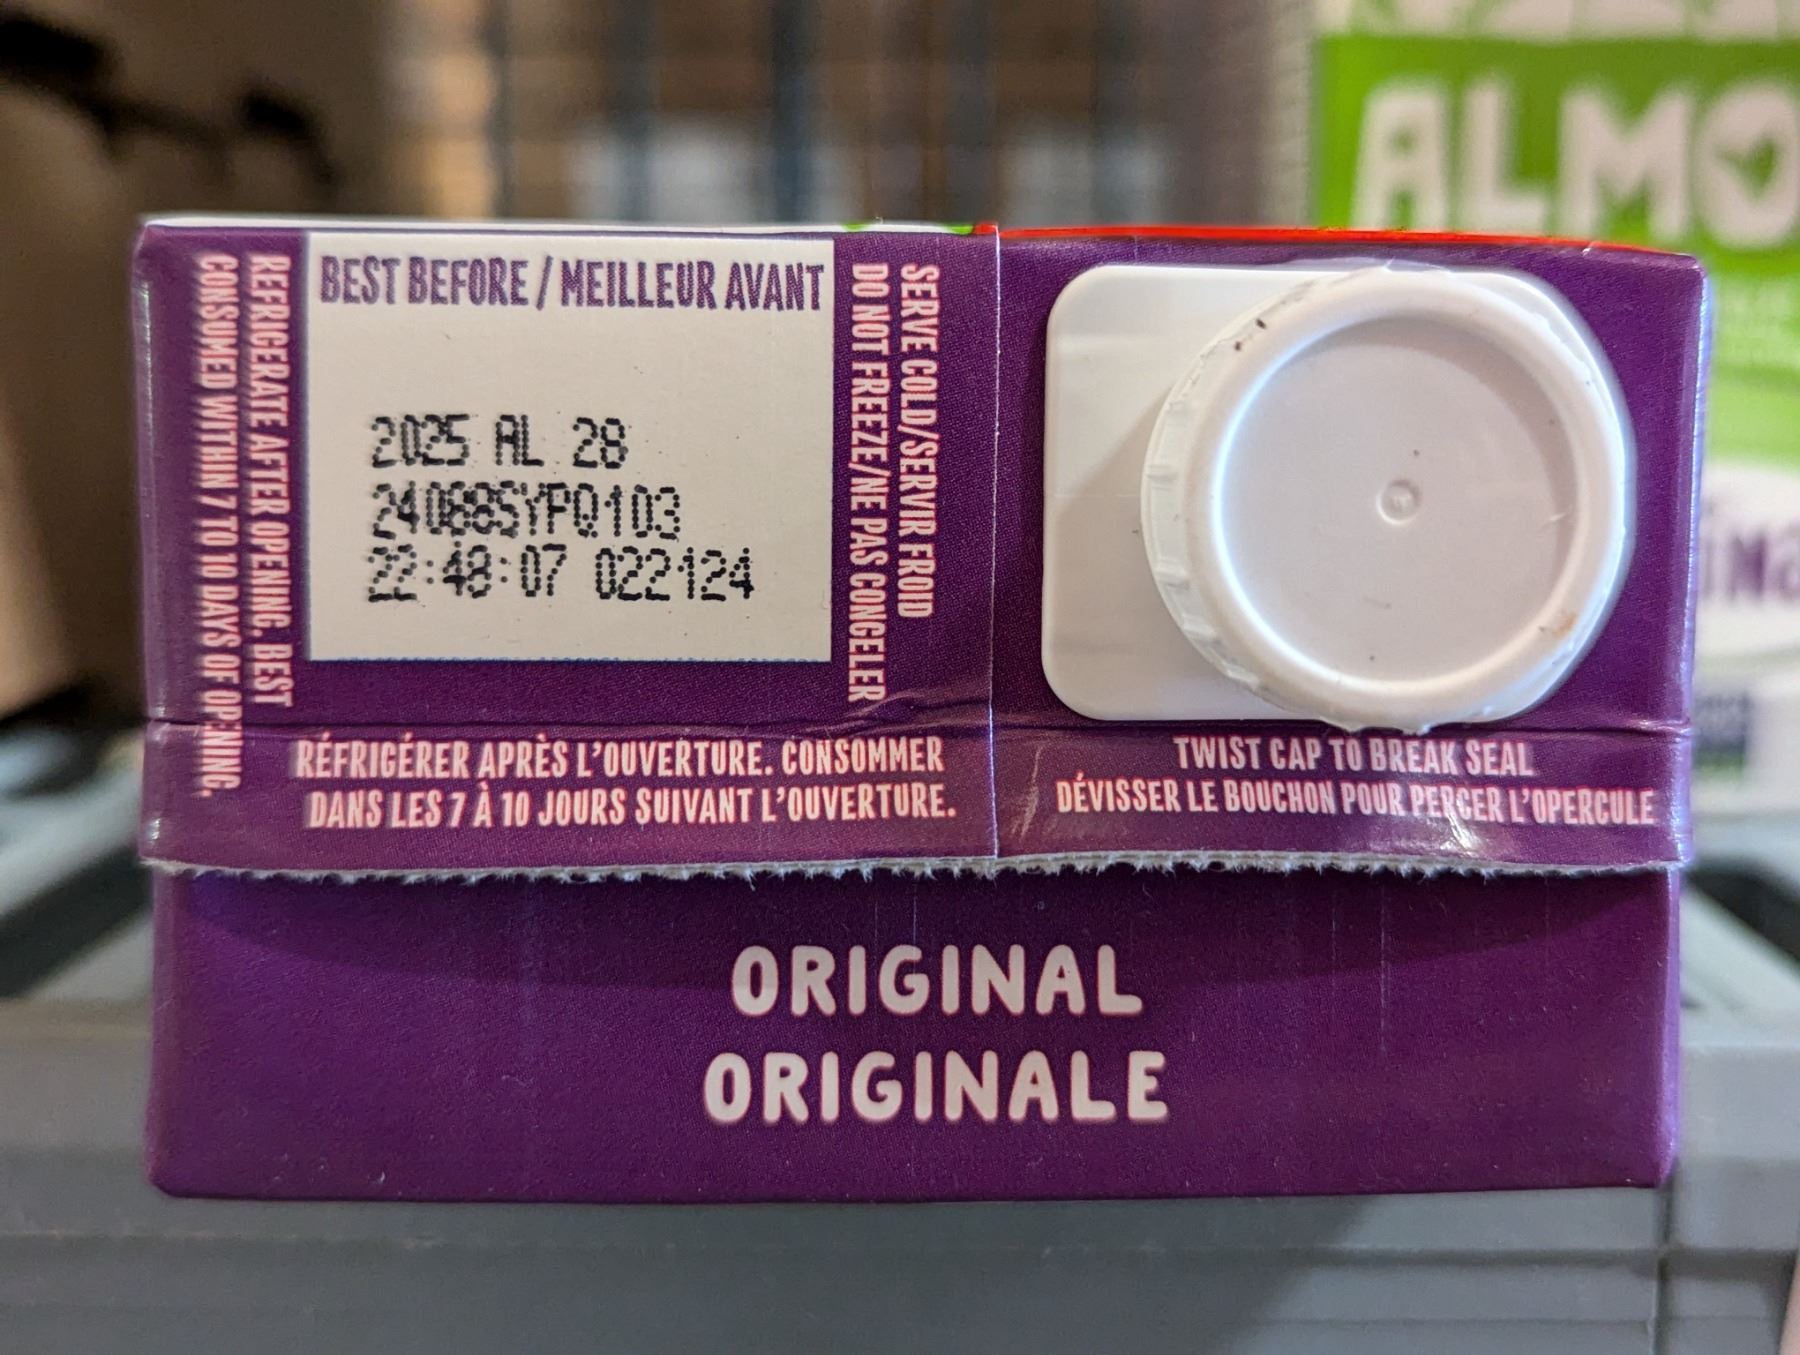 ALMO
BEST BEFORE / MEILLEUR AVANT
2025 AL 28
24088SYPQ103
22:48:07 022124
REFRIGERATE AFTER OPENING. BEST
CONSUMED WITHIN 7 TO 10 DAYS OF OPENING.
SERVE COLD/SERVIR FROID
DO NOT FREEZE/NE PAS CONGELER
RÉFRIGÉRER APRÈS L'OUVERTURE. CONSOMMER
DANS LES 7 À 10 JOURS SUIVANT L'OUVERTURE.
TWIST CAP TO BREAK SEAL
DÉVISSER LE BOUCHON POUR PERCER L'OPERCULE
ORIGINAL
ORIGINALE